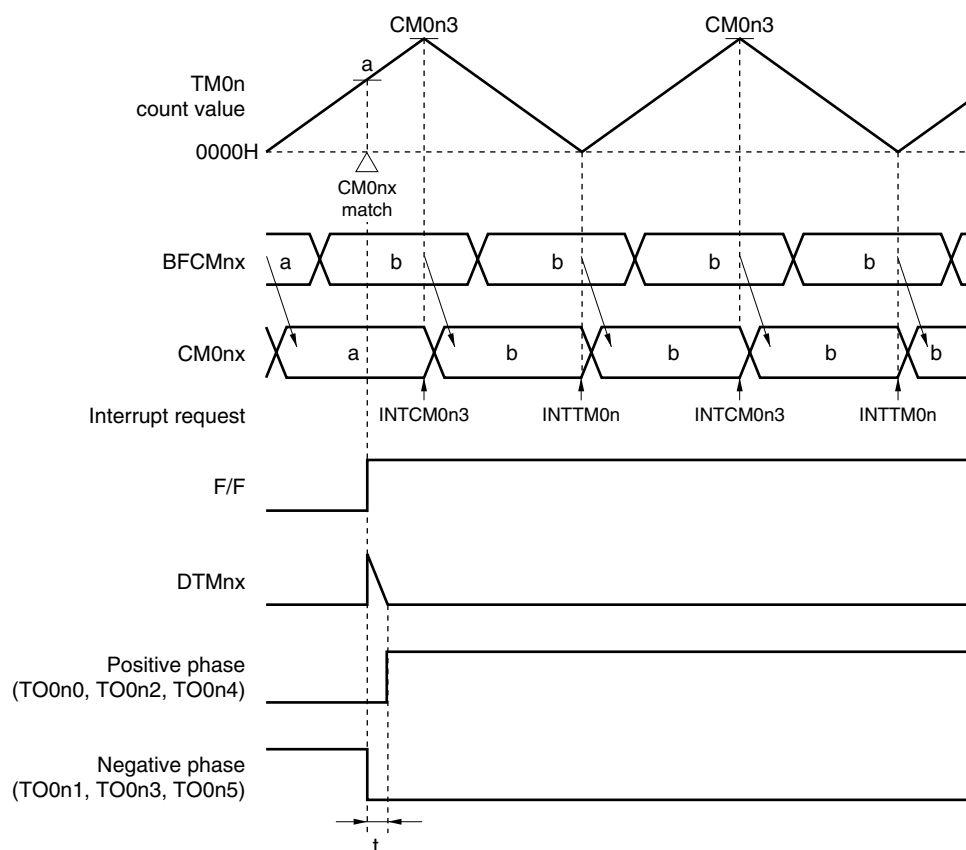 CM0n3 CM0n3
a
TM0n
count value
0000H
CM0nx
match
BFCMnx a b b b b
CM0nx a b b b b
Interrupt request INTCM0n3 INTTM0n INTCM0n3 INTTM0n
F/F
DTMnx
Positive phase
(TO0n0, TO0n2, TO0n4)
Negative phase
(TO0n1, TO0n3, TO0n5)
t